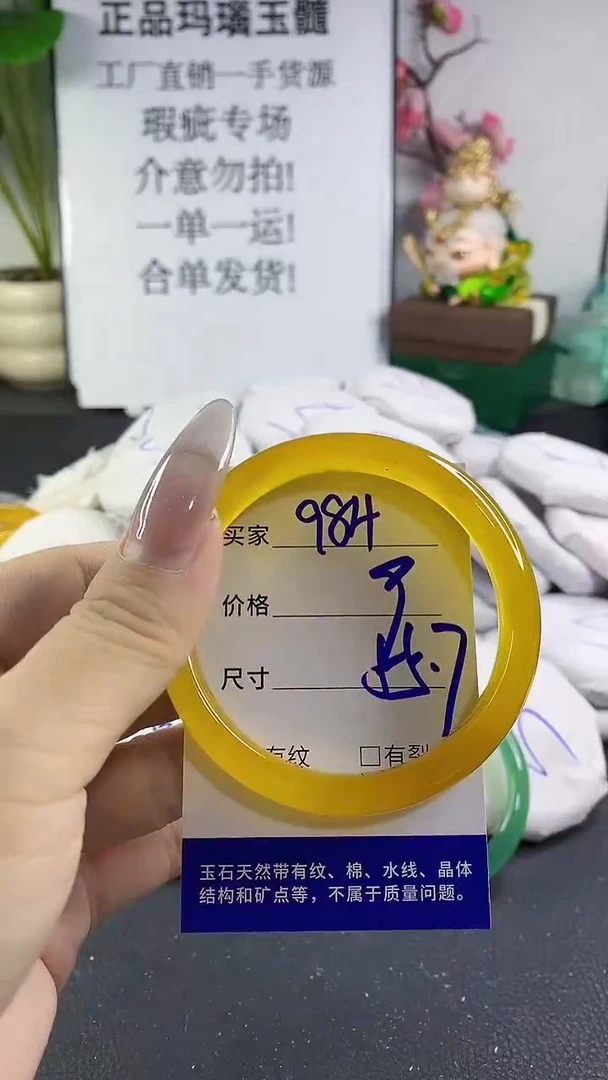 正品玛瑙玉髓
工厂直销一手货源
瑕疵专场
介意勿拍!
一单一运!
合单发货!
买家 984
价格
尺寸
有纹 □有裂
玉石天然带有纹、棉、水线、晶体
结构和矿点等，不属于质量问题。